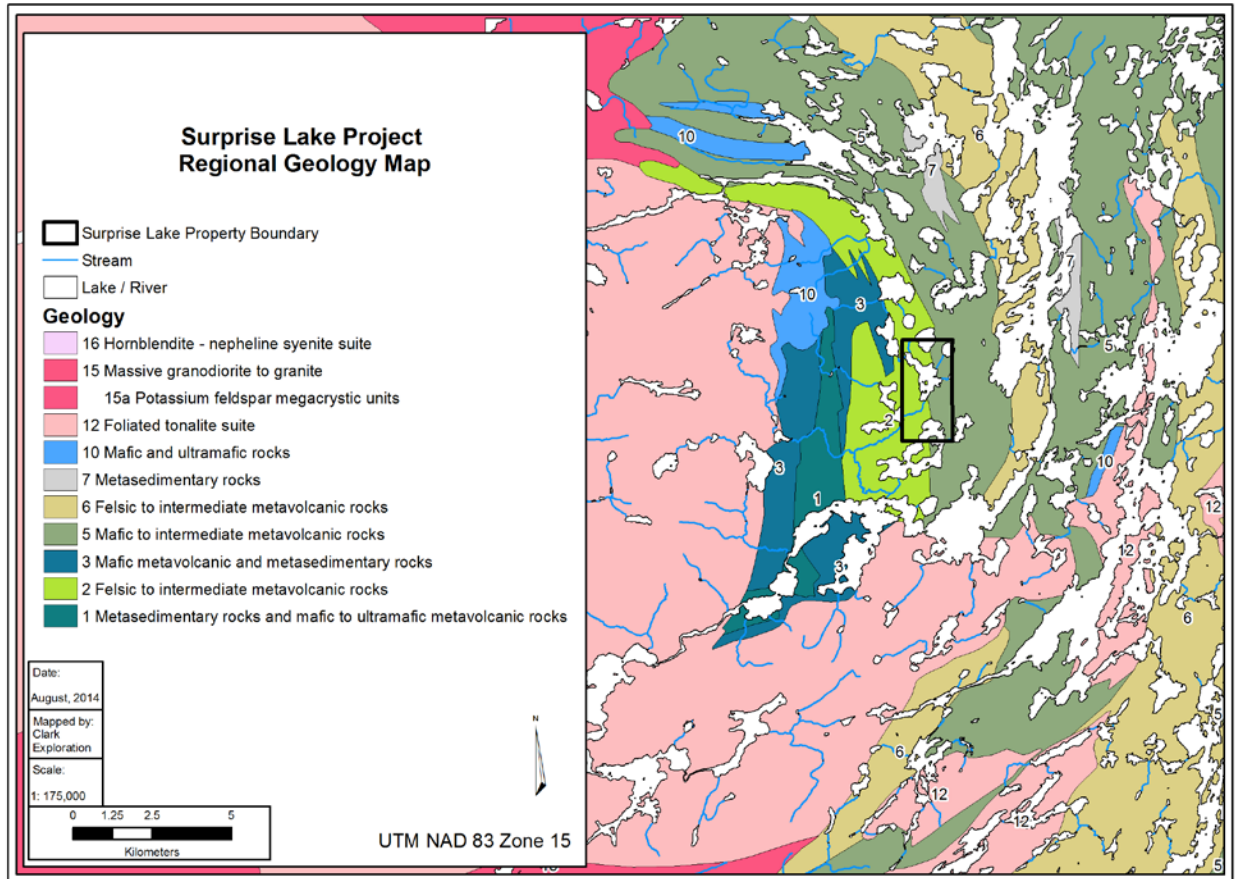 Surprise Lake Project
Regional Geology Map
Surprise Lake Property Boundary
Stream
Lake / River
Geology
16 Hornblendite - nepheline syenite suite
15 Massive granodiorite to granite
15a Potassium feldspar megacrystic units
12 Foliated tonalite suite
10 Mafic and ultramafic rocks
7 Metasedimentary rocks
6 Felsic to intermediate metavolcanic rocks
5 Mafic to intermediate metavolcanic rocks
3 Mafic metavolcanic and metasedimentary rocks
2 Felsic to intermediate metavolcanic rocks
1 Metasedimentary rocks and mafic to ultramafic metavolcanic rocks
Date:
August, 2014
Mapped by:
Clark
Exploration
Scale:
1: 175,000
0 1.25 2.5 5
Kilometers
N
UTM NAD 83 Zone 15
10
5
6
7
7
10
3
5
2
3
10
1
12
12
3
6
5
6
12
12
5